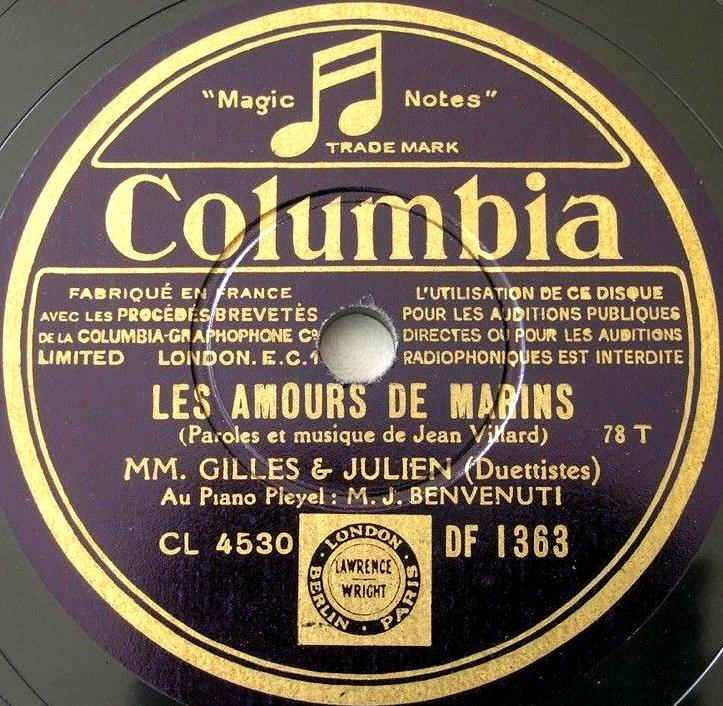 "Magic Notes"
TRADE MARK
Columbia
FABRIQUÉ EN FRANCE
AVEC LES PROCÉDÉS BREVETÉS
DE LA COLUMBIA-GRAPHOPHONE Cº
LIMITED LONDON. E.C.1
L'UTILISATION DE CE DISQUE
POUR LES AUDITIONS PUBLIQUES
DIRECTES OU POUR LES AUDITIONS
RADIOPHONIQUES EST INTERDITE
LES AMOURS DE MARINS
(Paroles et musique de Jean Villard) 78 T
MM. GILLES & JULIEN (Duettistes)
Au Piano Pleyel : M. J. BENVENUTI
CL 4530 DF 1363
LONDON · PARIS · BERLIN ·
LAWRENCE
WRIGHT